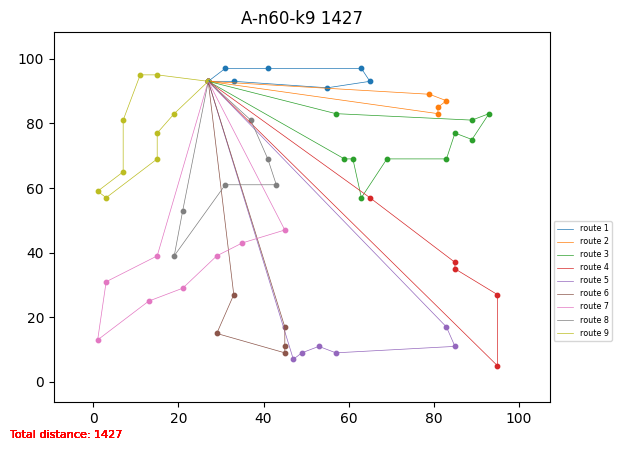 A-n60-k9 1427
100
80
60
40
20
0
0 20 40 60 80 100
route 1
route 2
route 3
route 4
route 5
route 6
route 7
route 8
route 9
Total distance: 1427